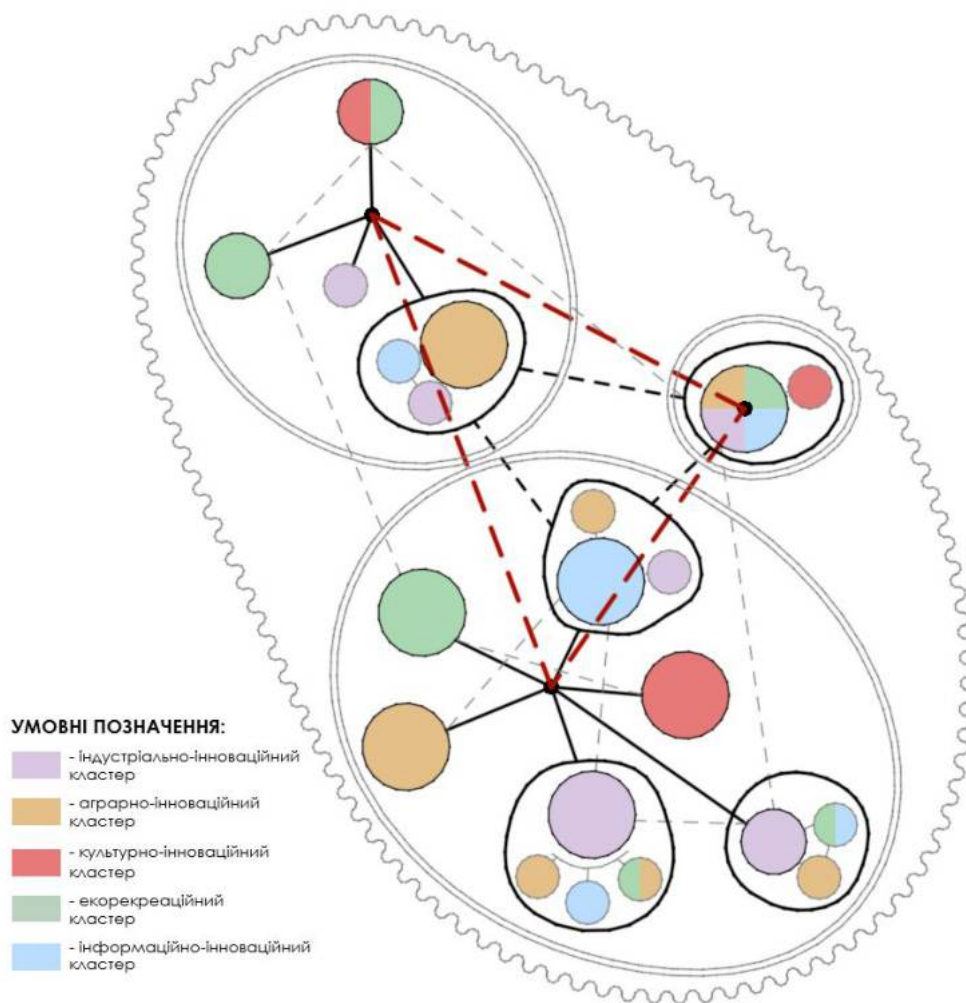 УМОВНІ ПОЗНАЧЕННЯ:
- індустріально-інноваційний
кластер
- аграрно-інноваційний
кластер
- культурно-інноваційний
кластер
- екорекреаційний
кластер
- інформаційно-інноваційний
кластер